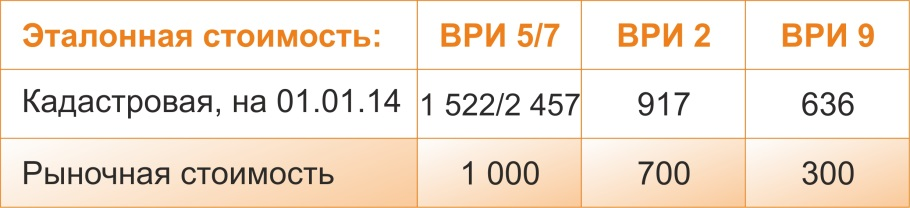 Эталонная стоимость: ВРИ 5/7 ВРИ 2 ВРИ 9
Кадастровая, на 01.01.14 1 522/2 457 917 636
Рыночная стоимость 1 000 700 300